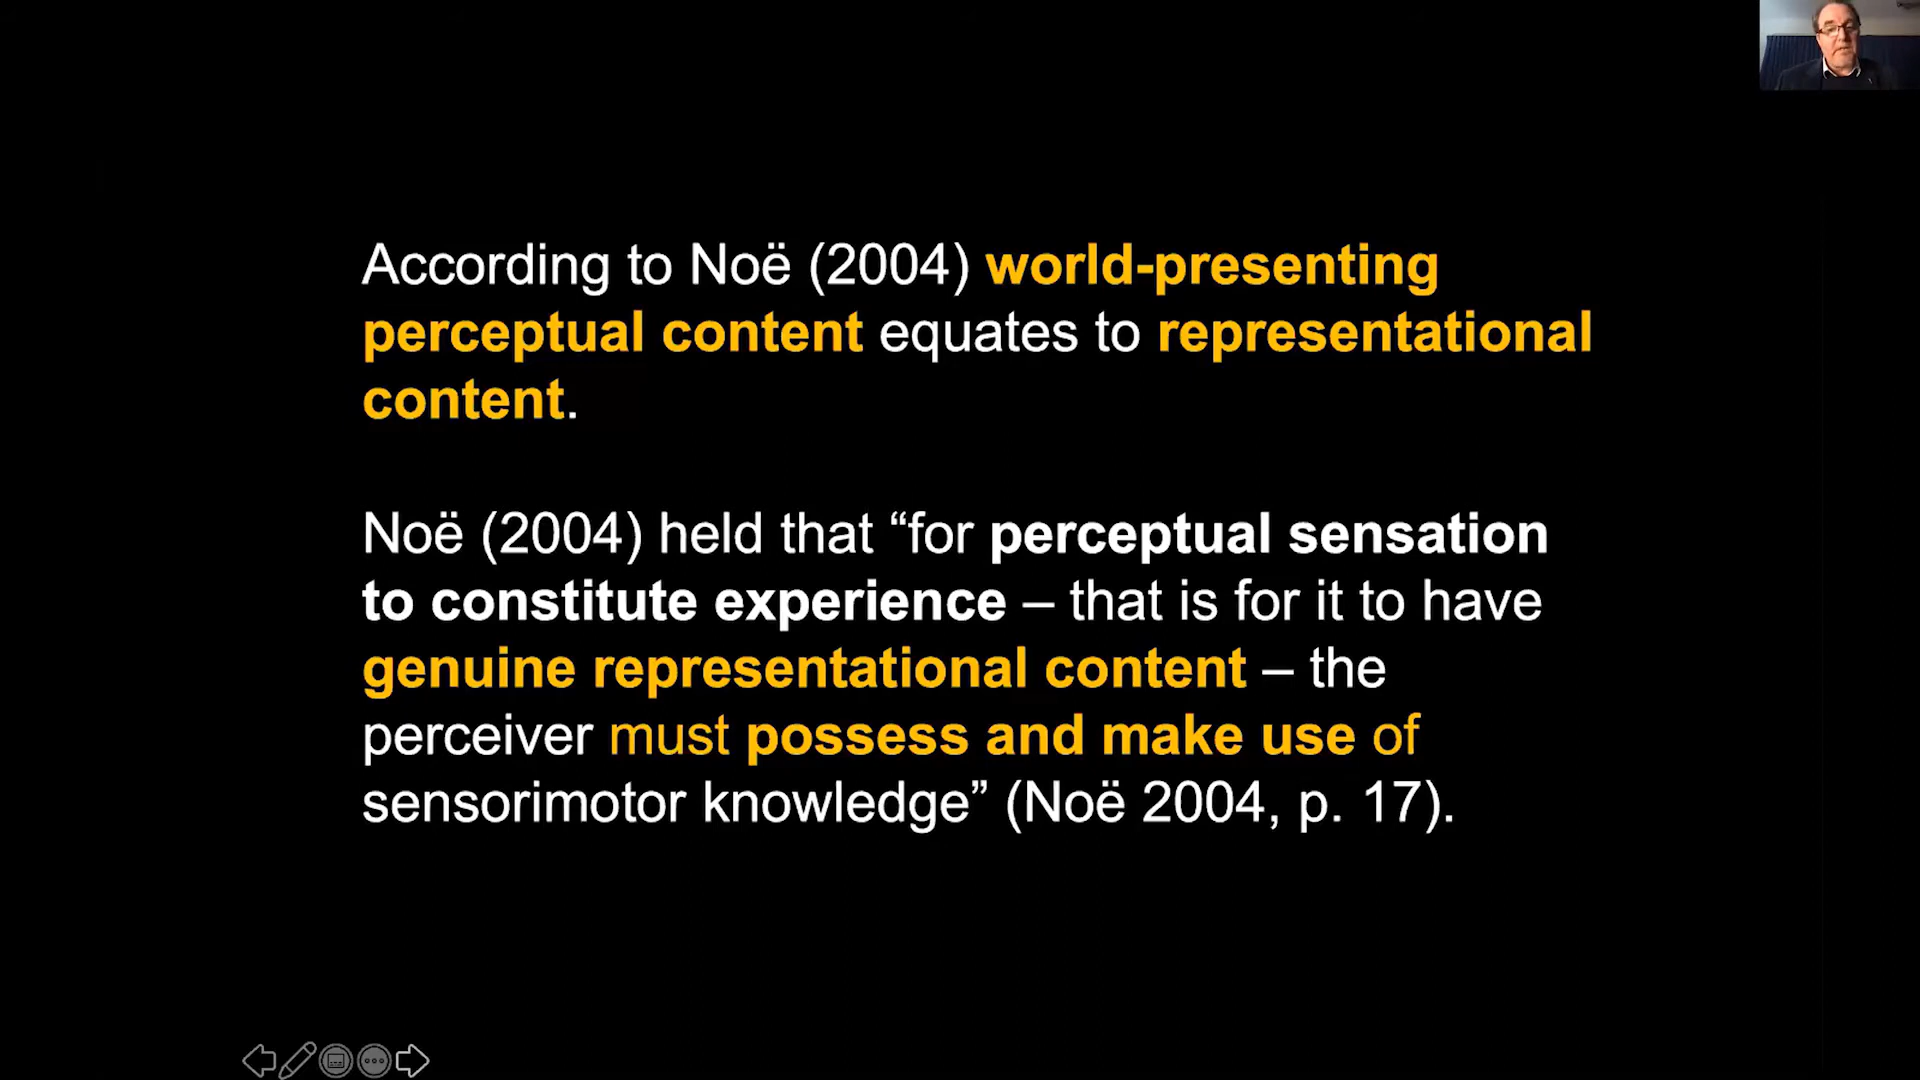 According to Noë (2004) world-presenting
perceptual content equates to representational
content.
Noë (2004) held that “for perceptual sensation
to constitute experience – that is for it to have
genuine representational content – the
perceiver must possess and make use of
sensorimotor knowledge” (Noë 2004, p. 17).